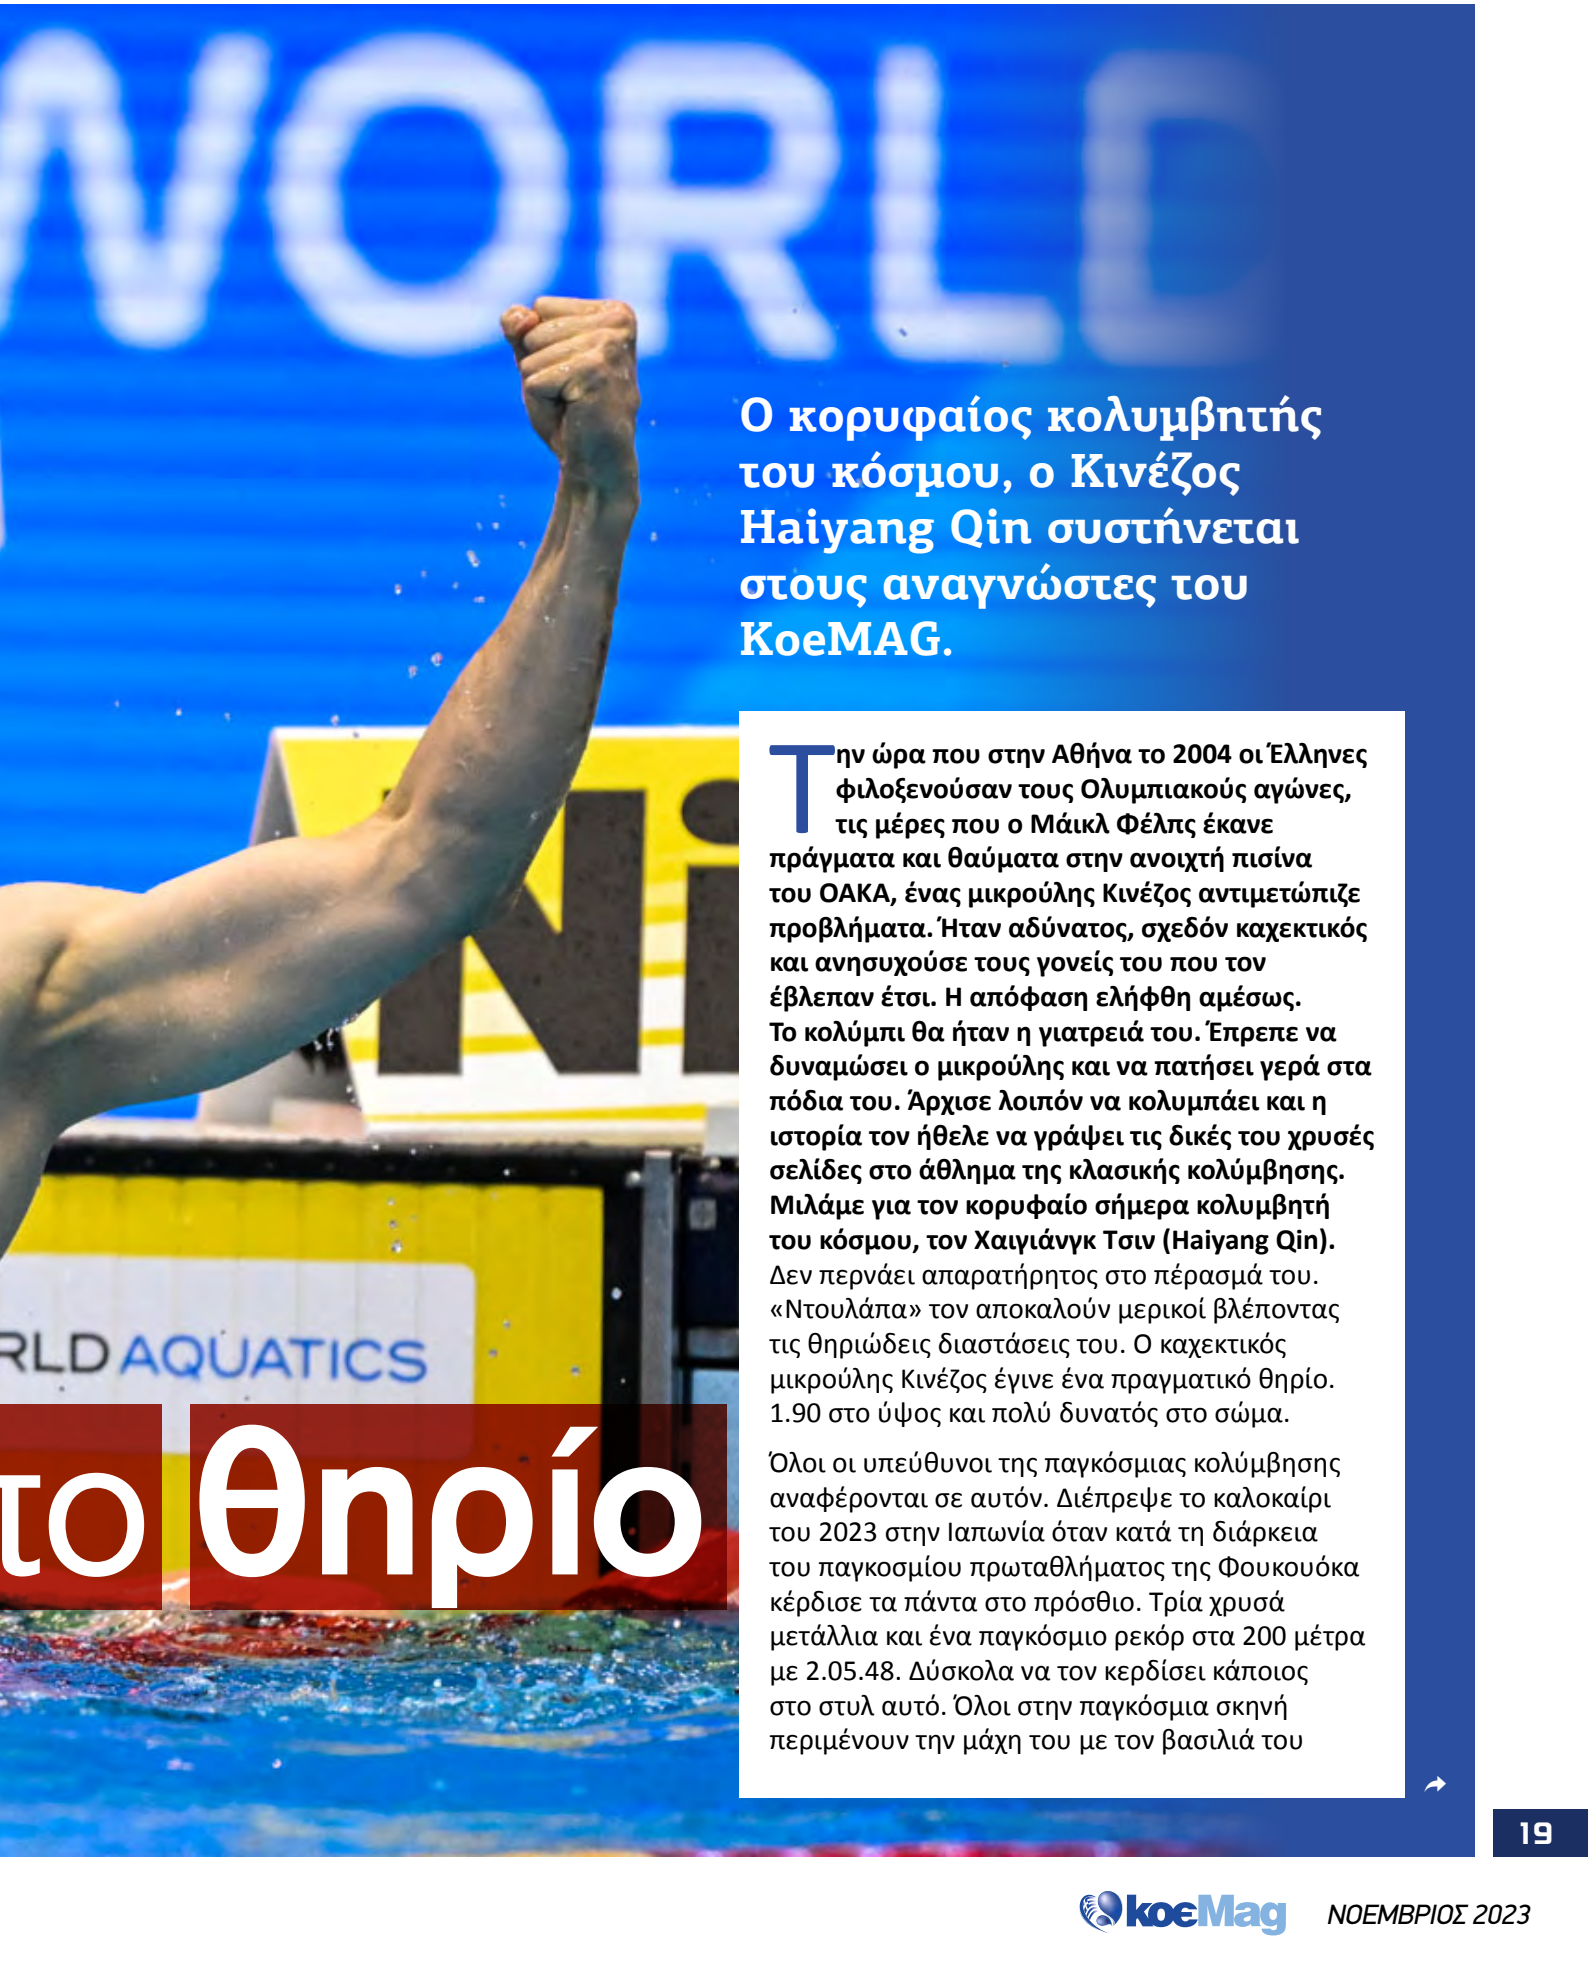 WORLD
Ο κορυφαίος κολυμβητής
του κόσμου, ο Κινέζος
Haiyang Qin συστήνεται
στους αναγνώστες του
KoeMAG.
Την ώρα που στην Αθήνα το 2004 οι Έλληνες
φιλοξενούσαν τους Ολυμπιακούς αγώνες,
τις μέρες που ο Μάικλ Φέλπς έκανε
πράγματα και θαύματα στην ανοιχτή πισίνα
του ΟΑΚΑ, ένας μικρούλης Κινέζος αντιμετώπιζε
προβλήματα. Ήταν αδύνατος, σχεδόν καχεκτικός
και ανησυχούσε τους γονείς του που τον
έβλεπαν έτσι. Η απόφαση ελήφθη αμέσως.
Το κολύμπι θα ήταν η γιατρειά του. Έπρεπε να
δυναμώσει ο μικρούλης και να πατήσει γερά στα
πόδια του. Άρχισε λοιπόν να κολυμπάει και η
ιστορία τον ήθελε να γράψει τις δικές του χρυσές
σελίδες στο άθλημα της κλασικής κολύμβησης.
Μιλάμε για τον κορυφαίο σήμερα κολυμβητή
του κόσμου, τον Χαιγιάνγκ Τσιν (Haiyang Qin).
Δεν περνάει απαρατήρητος στο πέρασμά του.
«Ντουλάπα» τον αποκαλούν μερικοί βλέποντας
τις θηριώδεις διαστάσεις του. Ο καχεκτικός
μικρούλης Κινέζος έγινε ένα πραγματικό θηρίο.
1.90 στο ύψος και πολύ δυνατός στο σώμα.
Όλοι οι υπεύθυνοι της παγκόσμιας κολύμβησης
αναφέρονται σε αυτόν. Διέπρεψε το καλοκαίρι
του 2023 στην Ιαπωνία όταν κατά τη διάρκεια
του παγκοσμίου πρωταθλήματος της Φουκουόκα
κέρδισε τα πάντα στο πρόσθιο. Τρία χρυσά
μετάλλια και ένα παγκόσμιο ρεκόρ στα 200 μέτρα
με 2.05.48. Δύσκολα να τον κερδίσει κάποιος
στο στυλ αυτό. Όλοι στην παγκόσμια σκηνή
περιμένουν την μάχη του με τον βασιλιά του
Ni
RLD AQUATICS
το θηρίο
19
koeMag ΝΟΕΜΒΡΙΟΣ 2023